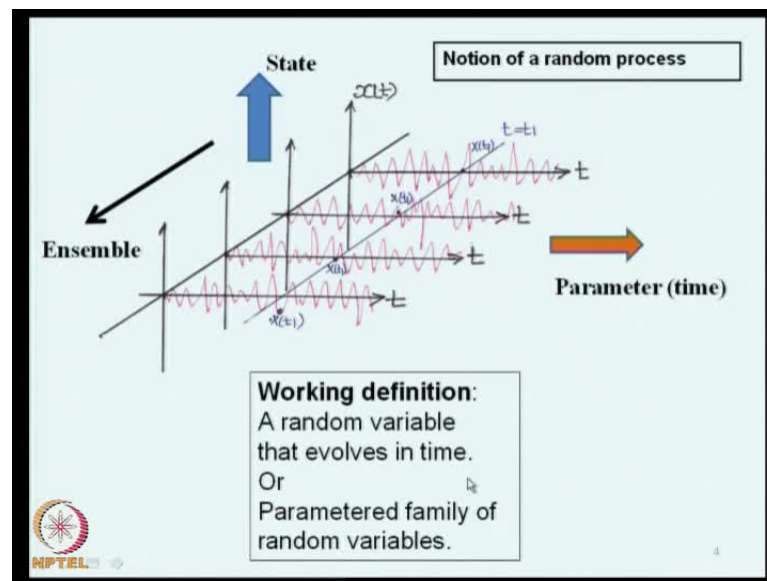 State
Notion of a random process
x(t)
t=t1
x(t1)
t
x(t1)
t
Ensemble
x(t1)
t
Parameter (time)
t
x(t1)
Working definition:
A random variable
that evolves in time.
Or
Parametered family of
random variables.
NPTEL
4